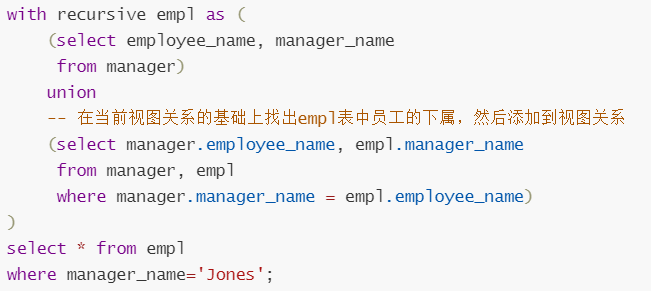 with recursive empl as (
    (select employee_name, manager_name
     from manager)
    union
    -- 在当前视图关系的基础上找出empl表中员工的下属，然后添加到视图关系
    (select manager.employee_name, empl.manager_name
     from manager, empl
     where manager.manager_name = empl.employee_name)
)
select * from empl
where manager_name='Jones';